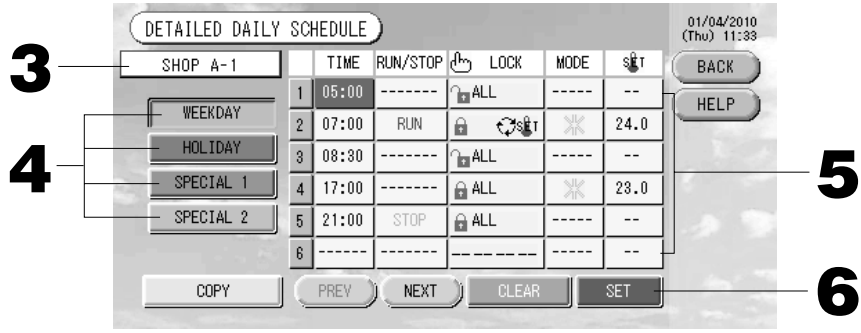 DETAILED DAILY SCHEDULE
01/04/2010
(Thu) 11:33
3
SHOP A-1
TIME RUN/STOP LOCK MODE SET
BACK
1 05:00 ------- ALL ----- --
HELP
WEEKDAY
2 07:00 RUN SET 24.0
HOLIDAY
3 08:30 ------- ALL ----- --
4
5
SPECIAL 1
4 17:00 ------- ALL 23.0
SPECIAL 2
5 21:00 STOP ALL ----- --
6 ------ ------- -------- ----- --
COPY PREV NEXT CLEAR SET
6